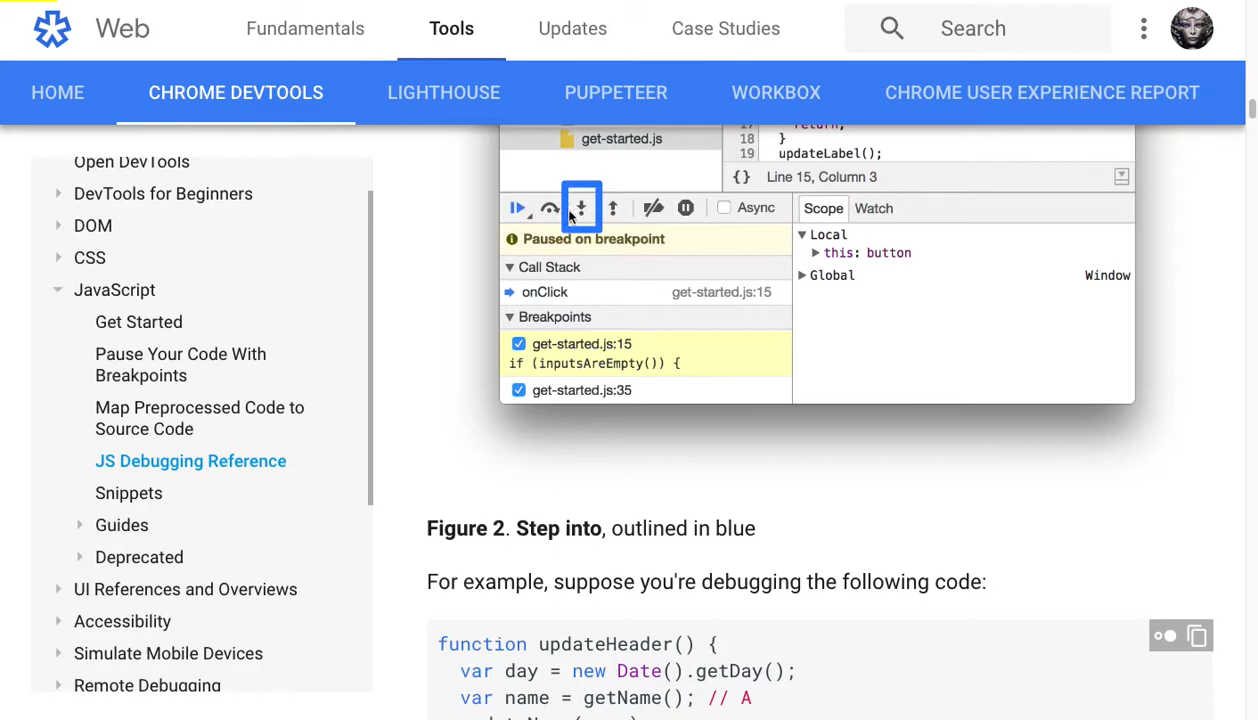 Web
Fundamentals
Tools
Updates
Case Studies
Search
HOME
CHROME DEVTOOLS
LIGHTHOUSE
PUPPETEER
WORKBOX
CHROME USER EXPERIENCE REPORT
Open DevTools
DevTools for Beginners
DOM
CSS
JavaScript
Get Started
Pause Your Code With
Breakpoints
Map Preprocessed Code to
Source Code
JS Debugging Reference
Snippets
Guides
Deprecated
UI References and Overviews
Accessibility
Simulate Mobile Devices
Remote Debugging
get-started.js
17 return;
18 }
19 updateLabel();
{} Line 15, Column 3
Async
Scope
Watch
Paused on breakpoint
Call Stack
onClick get-started.js:15
Breakpoints
get-started.js:15
if (inputsAreEmpty()) {
get-started.js:35
Local
this: button
Global Window
Figure 2. Step into, outlined in blue
For example, suppose you're debugging the following code:
function updateHeader() {
var day = new Date().getDay();
var name = getName(); // A